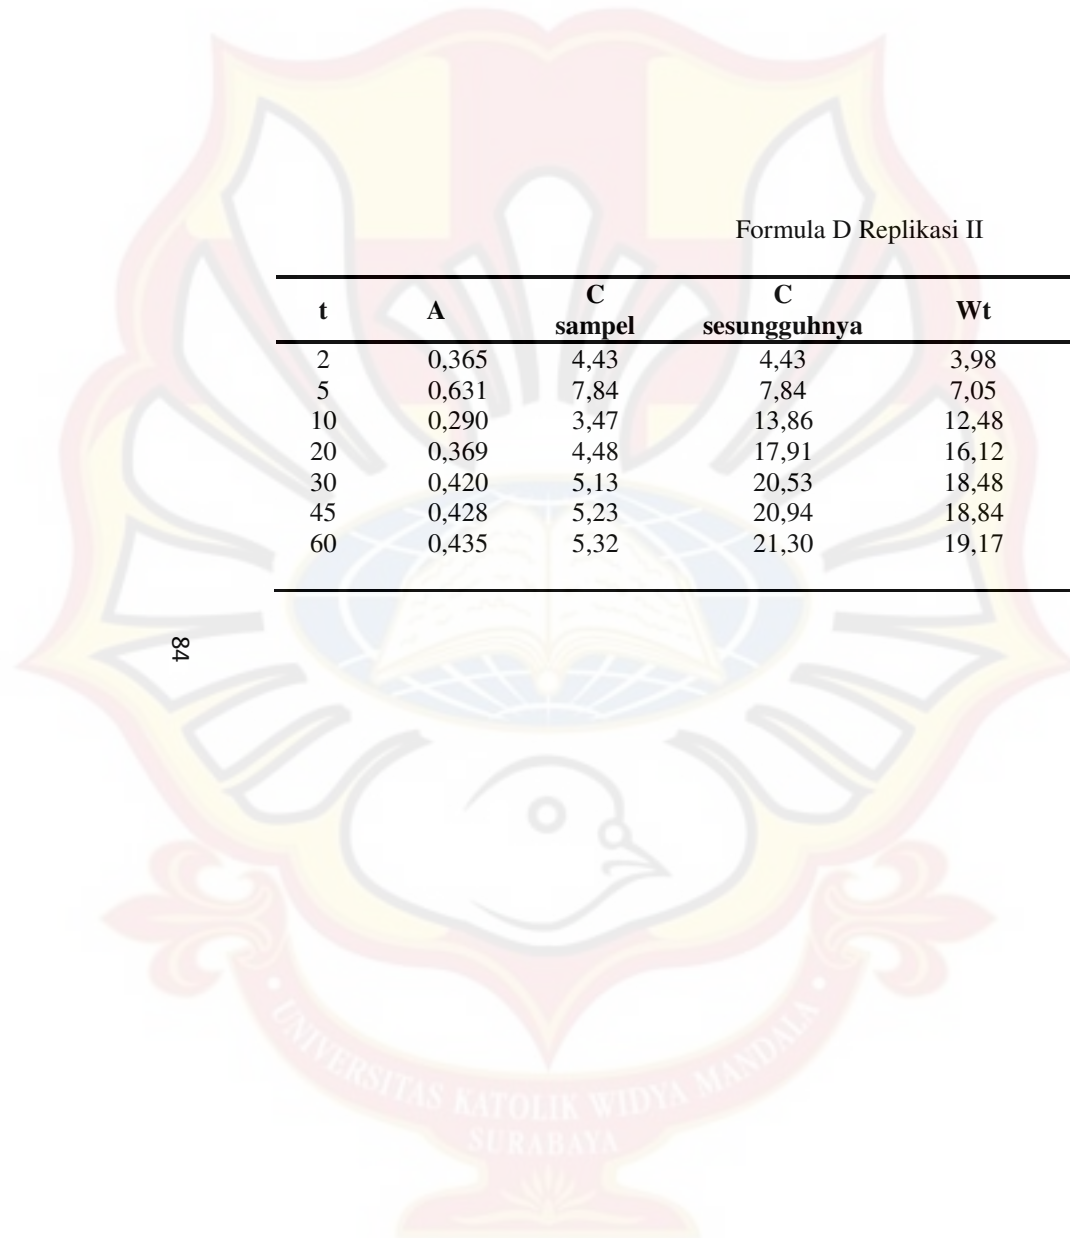 Formula D Replikasi II
t A C sampel C sesungguhnya Wt
2 0,365 4,43 4,43 3,98
5 0,631 7,84 7,84 7,05
10 0,290 3,47 13,86 12,48
20 0,369 4,48 17,91 16,12
30 0,420 5,13 20,53 18,48
45 0,428 5,23 20,94 18,84
60 0,435 5,32 21,30 19,17
84
UNIVERSITAS KATOLIK WIDYA MANDALA
SURABAYA